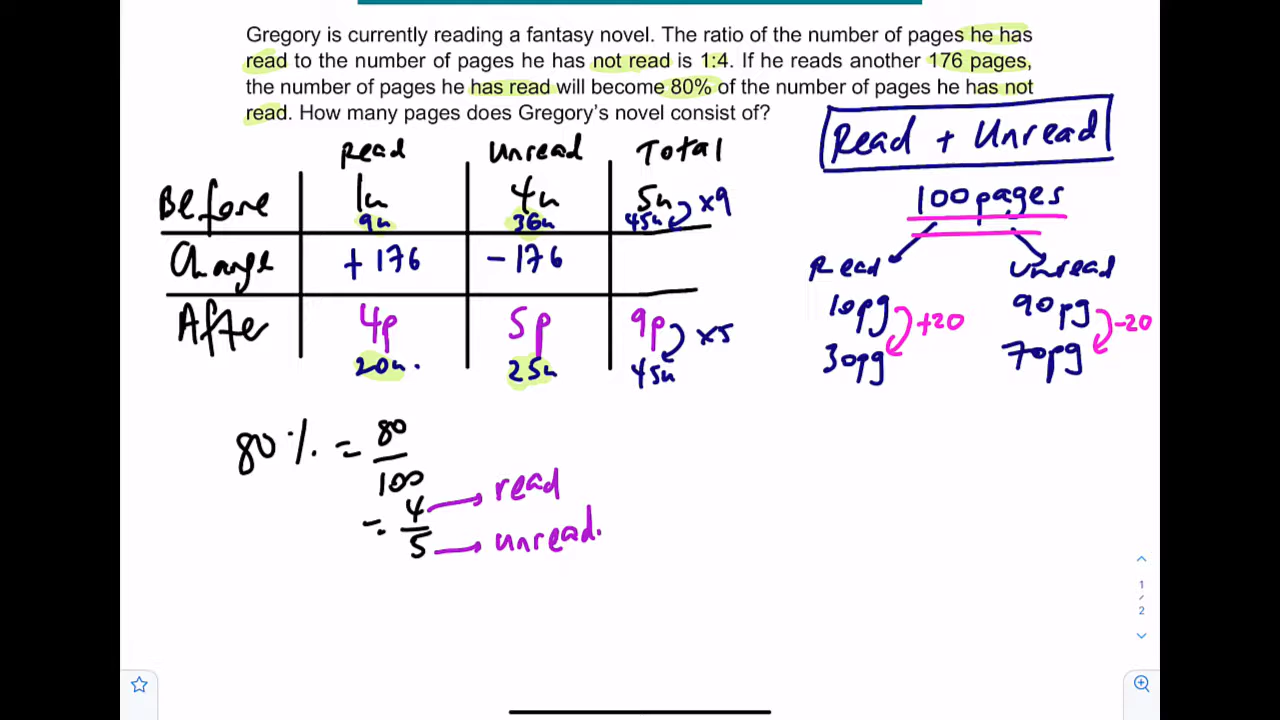 Gregory is currently reading a fantasy novel. The ratio of the number of pages he has
read to the number of pages he has not read is 1:4. If he reads another 176 pages,
the number of pages he has read will become 80% of the number of pages he has not
read. How many pages does Gregory's novel consist of?
Read + Unread
Read Unread Total
Before 1u 4u 5u x9
9u 36u 45u
Change +176 -176
After 4p 5p 9p x5
20u. 25u 45u
100pages
Read Unread
10pg +20 90pg -20
30pg 70pg
80% = 80
100
= 4 read
5 unread.
1
/
2